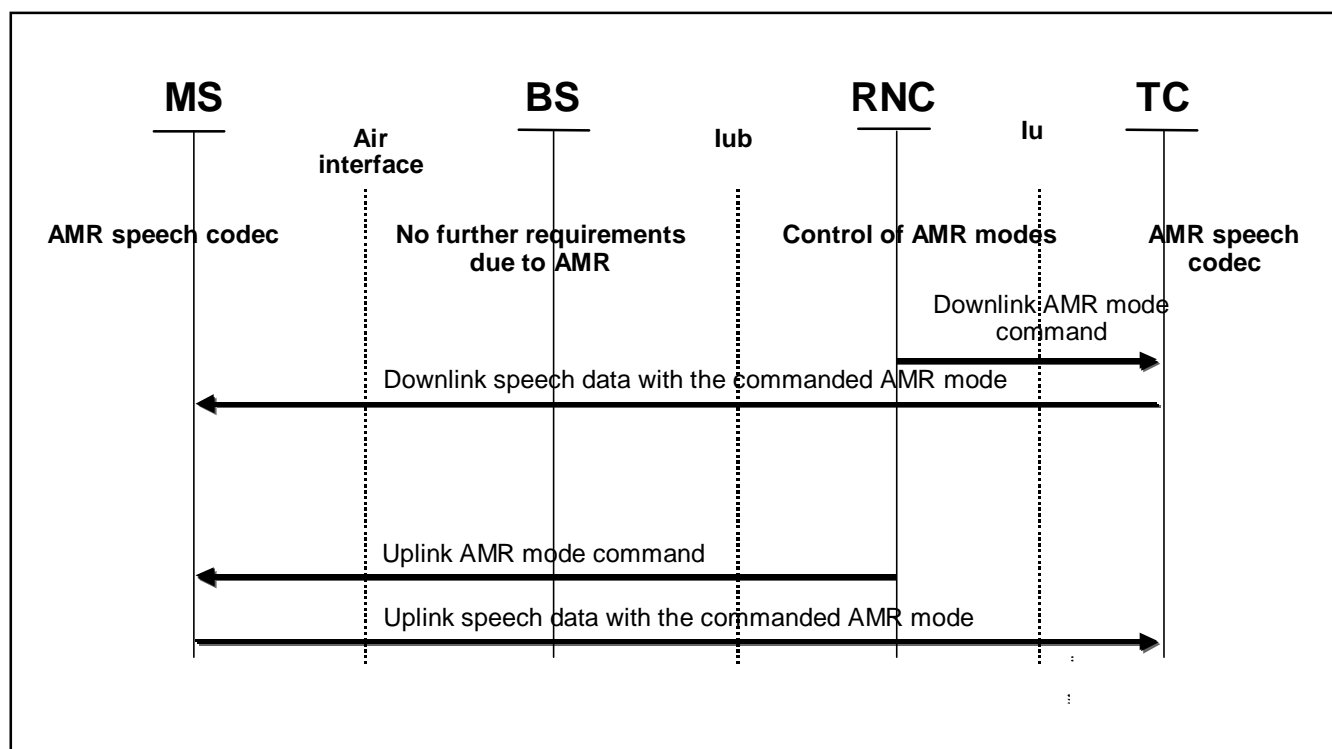 MS
BS
RNC
TC
Air
interface
Iub
Iu
AMR speech codec
No further requirements
due to AMR
Control of AMR modes
AMR speech
codec
Downlink AMR mode
command
Downlink speech data with the commanded AMR mode
Uplink AMR mode command
Uplink speech data with the commanded AMR mode